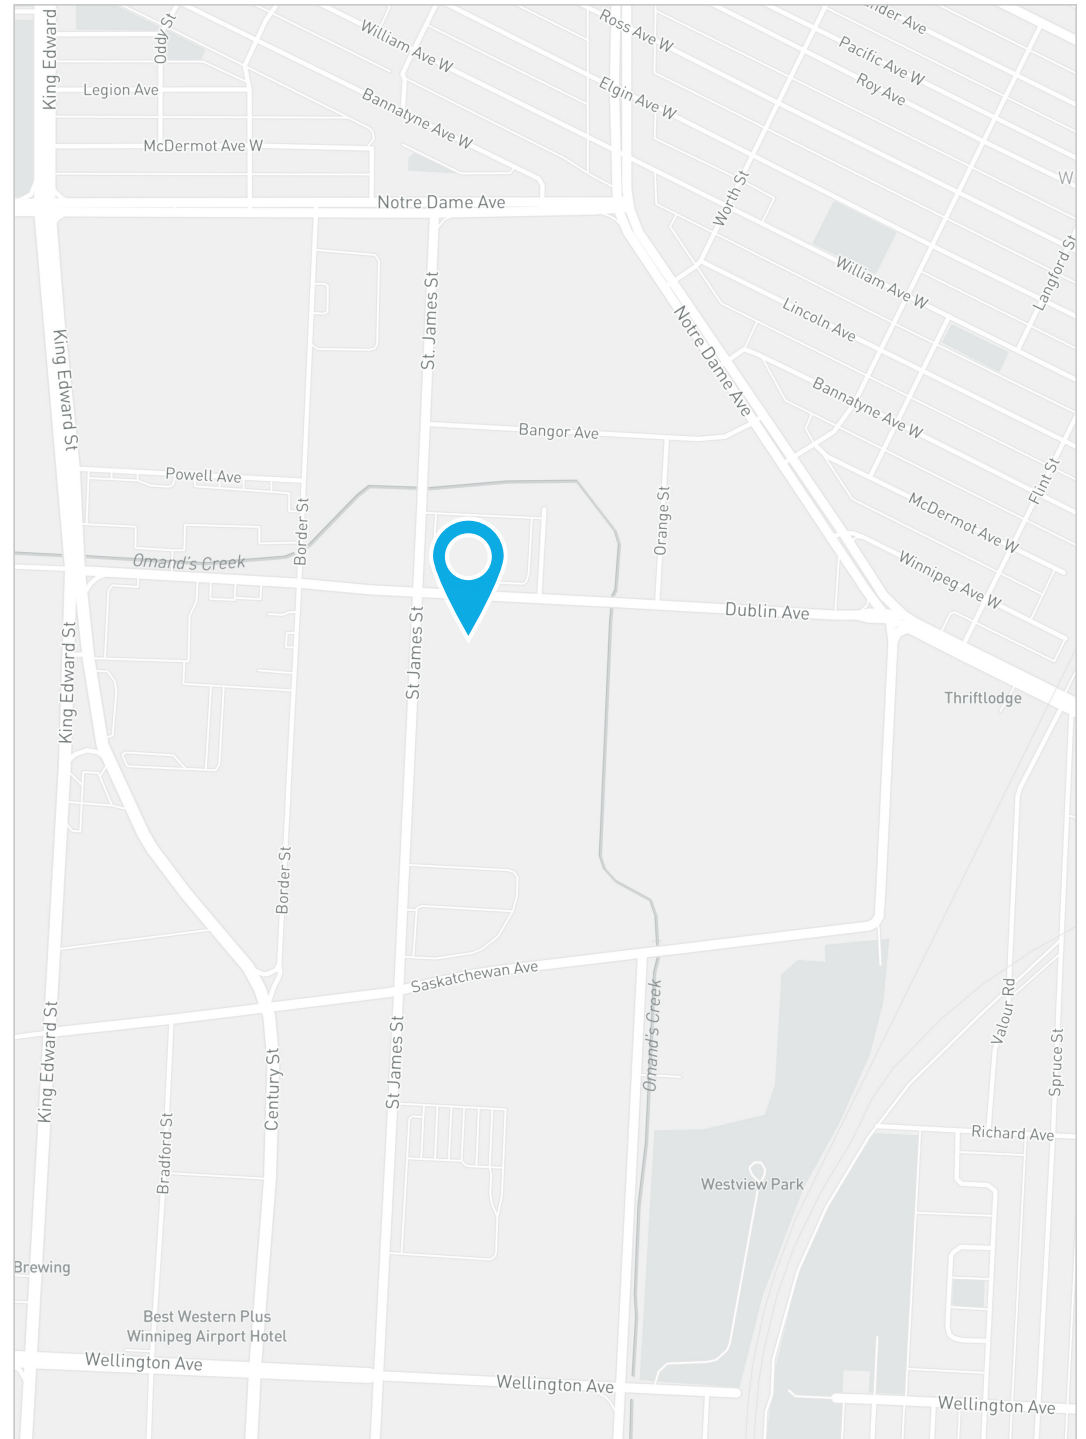 King Edward
Oddy St
William Ave W
Ross Ave W
nder Ave
Pacific Ave W
Roy Ave
Legion Ave
Bannatyne Ave W
Elgin Ave W
McDermot Ave W
W
Notre Dame Ave
Worth St
Langford St
William Ave W
St. James St
Lincoln Ave
King Edward St
Notre Dame Ave
Bannatyne Ave W
Bangor Ave
Powell Ave
Flint St
Border St
Orange St
McDermot Ave W
Omand's Creek
Winnipeg Ave W
Dublin Ave
St James St
King Edward St
Thriftlodge
Border St
Saskatchewan Ave
Valour Rd
Omand's Creek
King Edward St
Century St
St James St
Spruce St
Bradford St
Richard Ave
Westview Park
Brewing
Best Western Plus
Winnipeg Airport Hotel
Wellington Ave
Wellington Ave
Wellington Ave